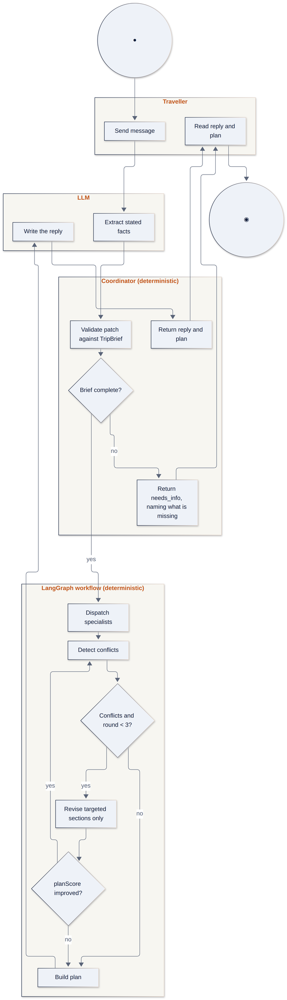 Traveller
Send message
Read reply and
plan
LLM
Write the reply
Extract stated
facts
Coordinator (deterministic)
Validate patch
against TripBrief
Return reply and
plan
Brief complete?
no
Return
needs_info,
naming what is
missing
yes
LangGraph workflow (deterministic)
Dispatch
specialists
Detect conflicts
Conflicts and
round < 3?
yes
yes
no
Revise targeted
sections only
planScore
improved?
no
Build plan